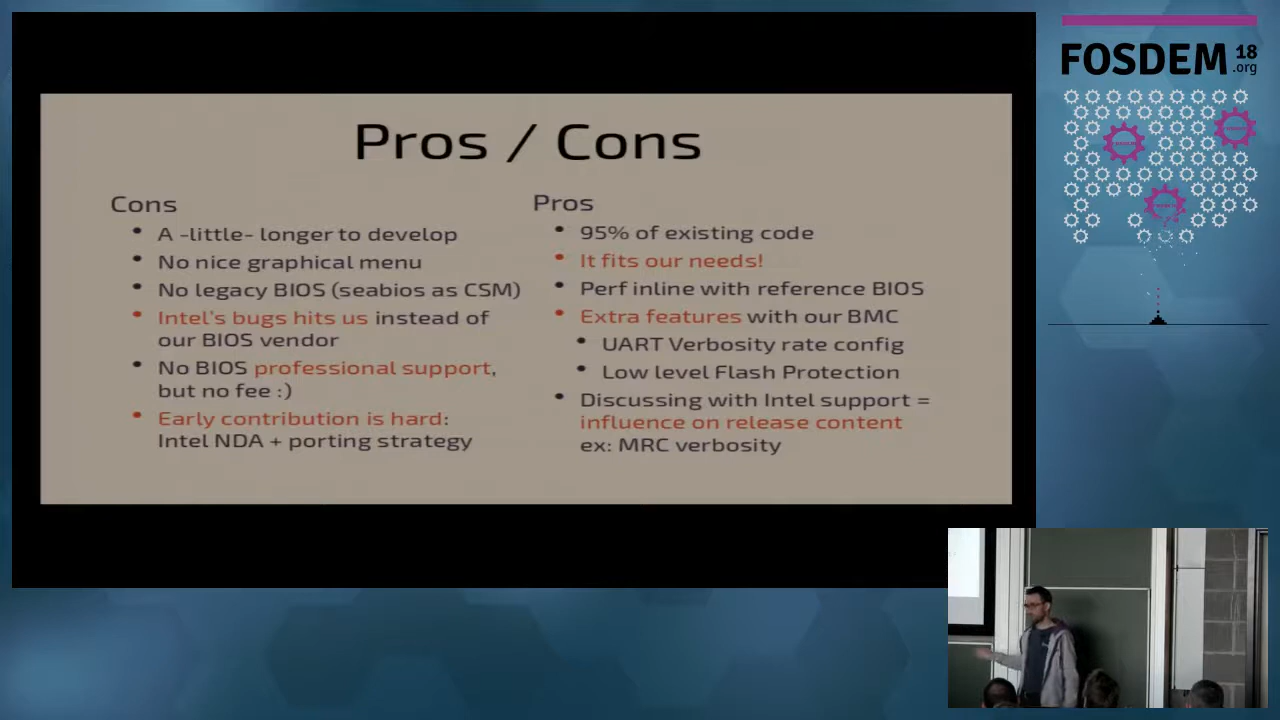 FOSDEM 18
.org
Pros / Cons
Cons
• A -little- longer to develop
• No nice graphical menu
• No legacy BIOS (seabios as CSM)
• Intel's bugs hits us instead of
our BIOS vendor
• No BIOS professional support,
but no fee :)
• Early contribution is hard:
Intel NDA + porting strategy
Pros
• 95% of existing code
• It fits our needs!
• Perf inline with reference BIOS
• Extra features with our BMC
• UART Verbosity rate config
• Low level Flash Protection
• Discussing with Intel support =
influence on release content
ex: MRC verbosity